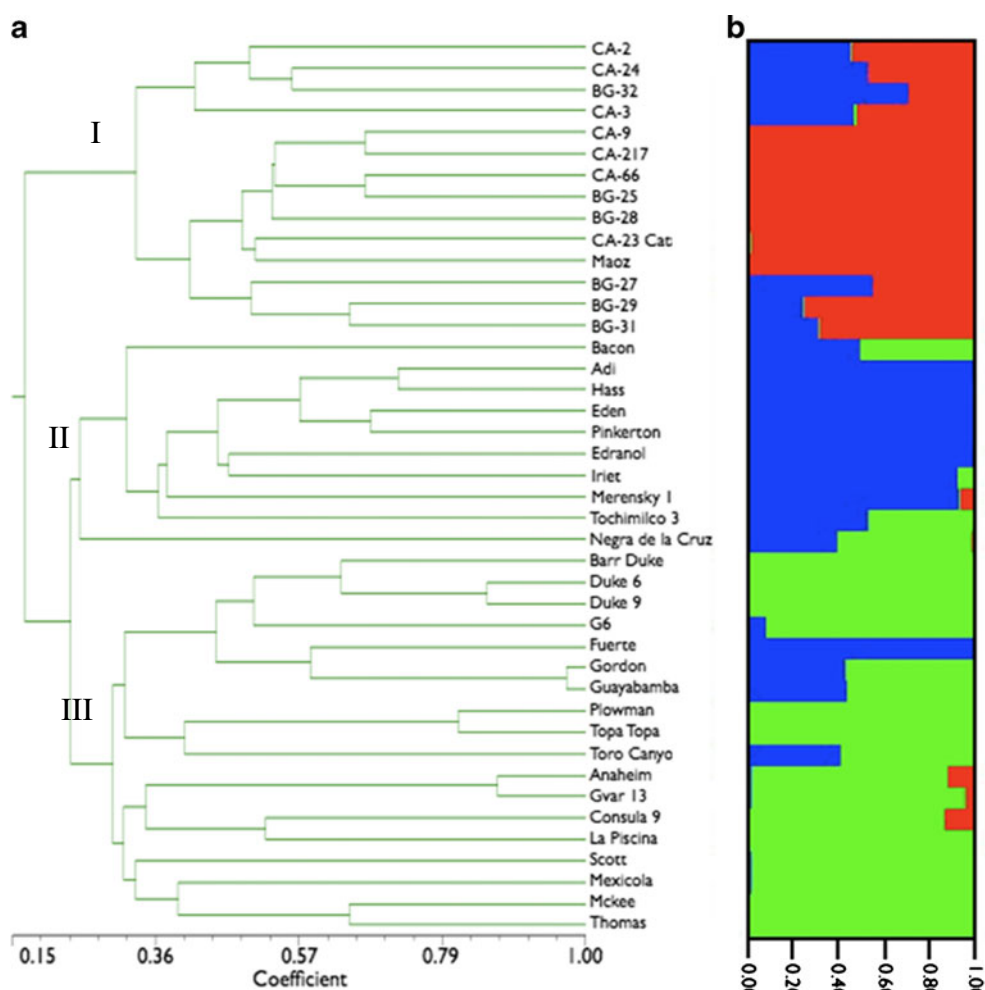 a
b
CA-2
CA-24
BG-32
CA-3
I
CA-9
CA-217
CA-66
BG-25
BG-28
CA-23 Cat
Maoz
BG-27
BG-29
BG-31
Bacon
Adi
Hass
Eden
II
Pinkerton
Edranol
Iriet
Merensky 1
Tochimilco 3
Negra de la Cruz
Barr Duke
Duke 6
Duke 9
G6
Fuerte
Gordon
Guayabamba
III
Plowman
Topa Topa
Toro Canyo
Anaheim
Gvar 13
Consula 9
La Piscina
Scott
Mexicola
Mckee
Thomas
0.15 0.36 0.57 0.79 1.00
Coefficient
0.00 0.20 0.40 0.60 0.80 1.00